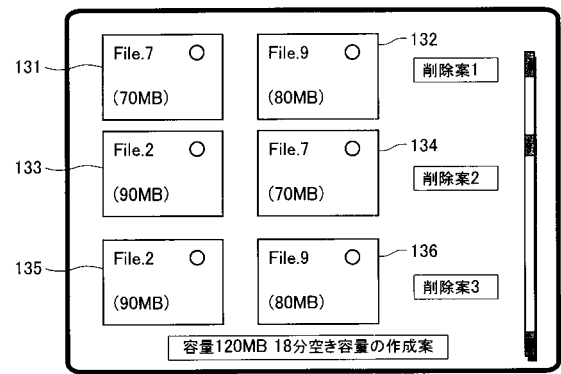 132
131
File.7
(70MB)
File.9
(80MB)
削除案1
133
134
File.2
(90MB)
File.7
(70MB)
削除案2
135
136
File.2
(90MB)
File.9
(80MB)
削除案3
容量120MB 18分空き容量の作成案